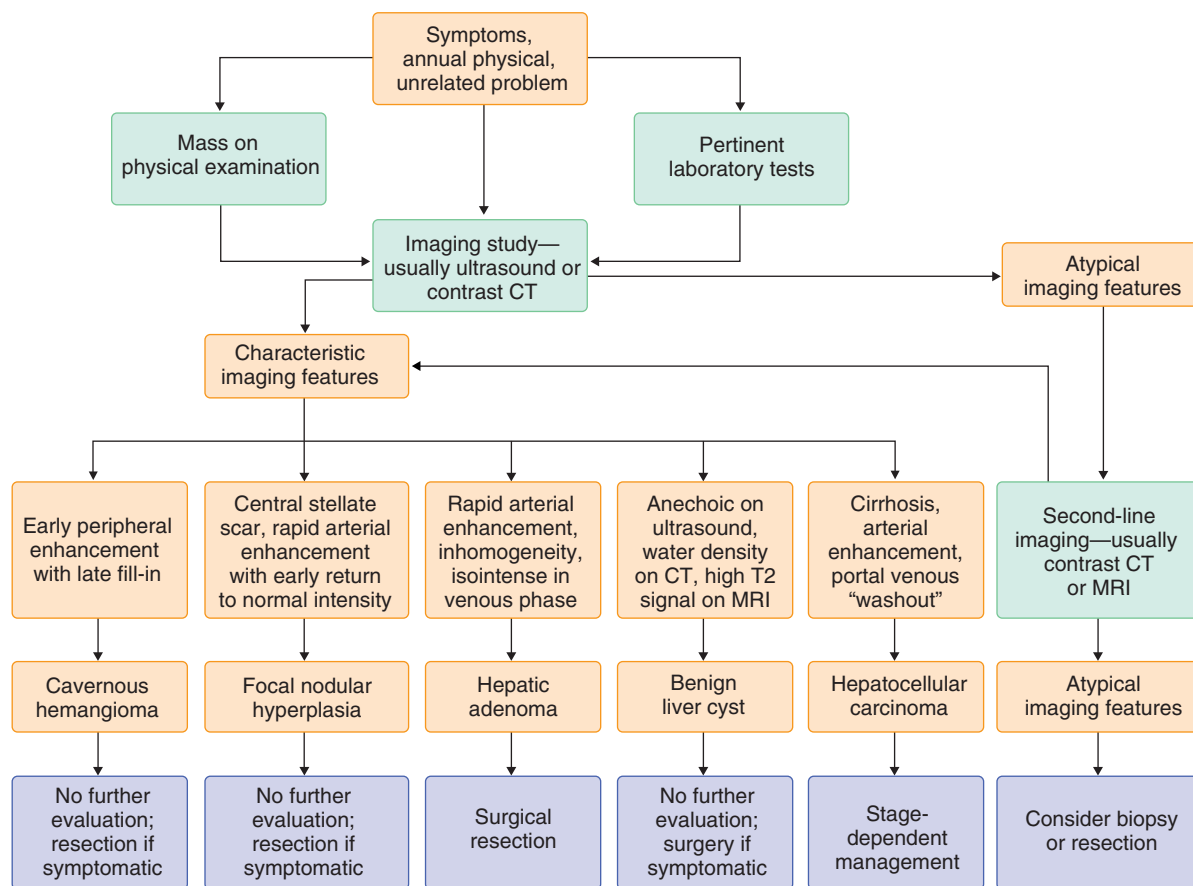 Symptoms,
annual physical,
unrelated problem
Mass on
physical examination
Pertinent
laboratory tests
Imaging study—
usually ultrasound or
contrast CT
Atypical
imaging features
Characteristic
imaging features
Early peripheral
enhancement
with late fill-in
Central stellate
scar, rapid arterial
enhancement
with early return
to normal intensity
Rapid arterial
enhancement,
inhomogeneity,
isointense in
venous phase
Anechoic on
ultrasound,
water density
on CT, high T2
signal on MRI
Cirrhosis,
arterial
enhancement,
portal venous
“washout”
Second-line
imaging—usually
contrast CT
or MRI
Cavernous
hemangioma
Focal nodular
hyperplasia
Hepatic
adenoma
Benign
liver cyst
Hepatocellular
carcinoma
Atypical
imaging features
No further
evaluation;
resection if
symptomatic
No further
evaluation;
resection if
symptomatic
Surgical
resection
No further
evaluation;
surgery if
symptomatic
Stage-
dependent
management
Consider biopsy
or resection